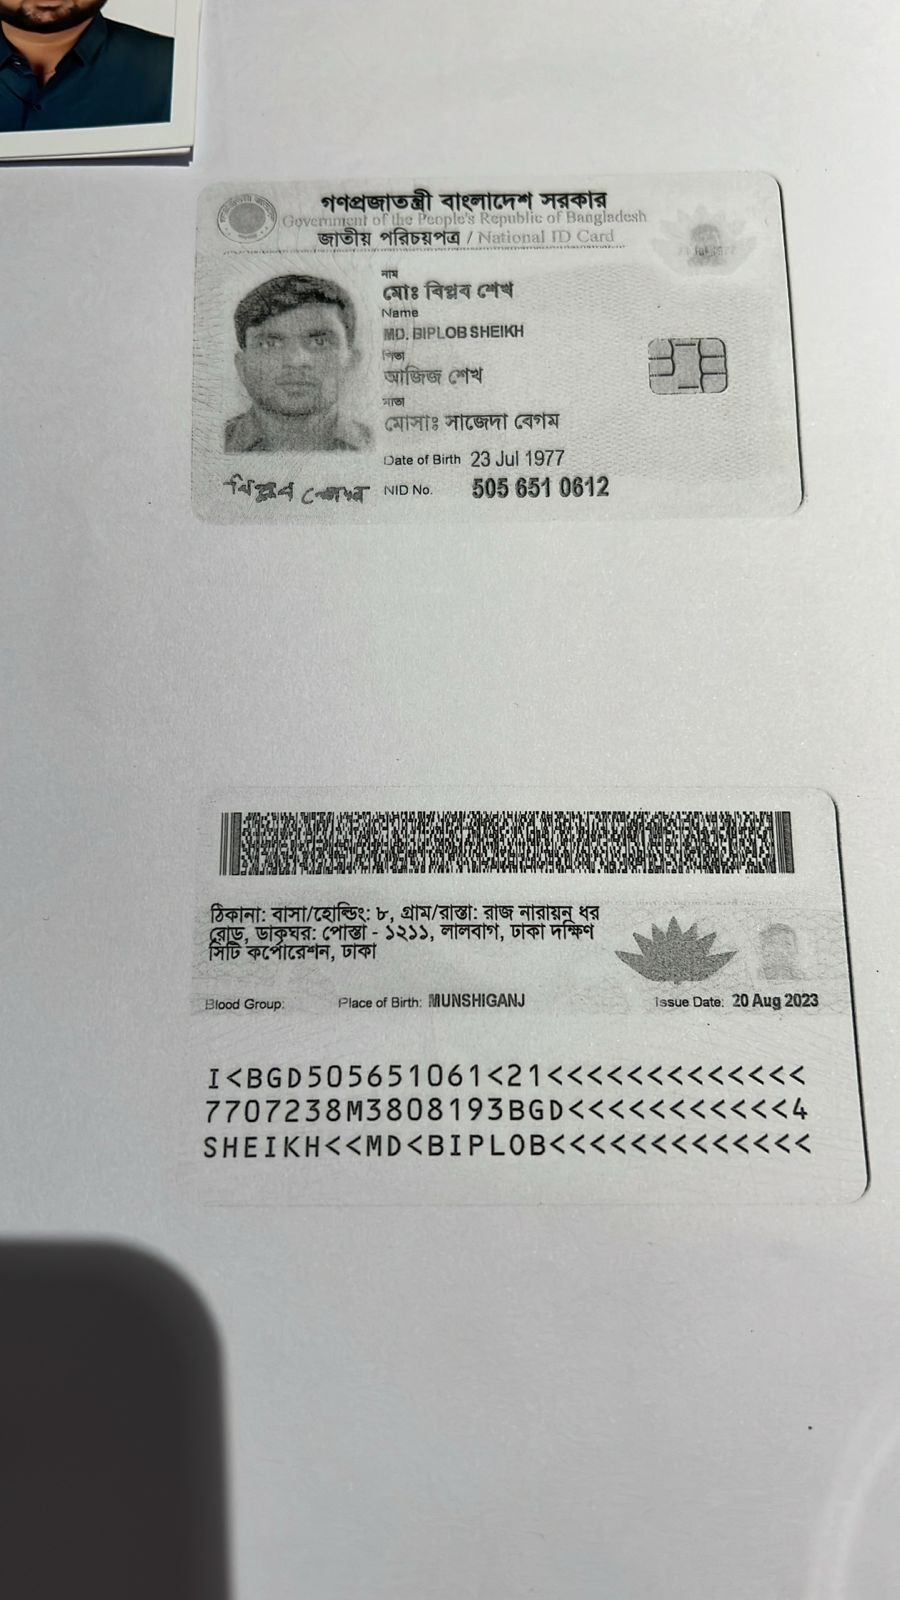 গণপ্রজাতন্ত্রী বাংলাদেশ সরকার
Government of the People's Republic of Bangladesh
জাতীয় পরিচয়পত্র / National ID Card
নাম
মোঃ বিপ্লব শেখ
Name
MD. BIPLOB SHEIKH
পিতা
আজিজ শেখ
মাতা
মোসাঃ সাজেদা বেগম
Date of Birth 23 Jul 1977
NID No. 505 651 0612
বিপ্লব শেখ
ঠিকানা: বাসা/হোল্ডিং: ৮, গ্রাম/রাস্তা: রাজ নারায়ন ধর
রোড, ডাকঘর: পোস্তা - ১২১১, লালবাগ, ঢাকা দক্ষিণ
সিটি কর্পোরেশন, ঢাকা
Blood Group: Place of Birth: MUNSHIGANJ Issue Date: 20 Aug 2023
I<BGD505651061<21<<<<<<<<<<<<<
7707238M3808193BGD<<<<<<<<<<<4
SHEIKH<<MD<BIPLOB<<<<<<<<<<<<<